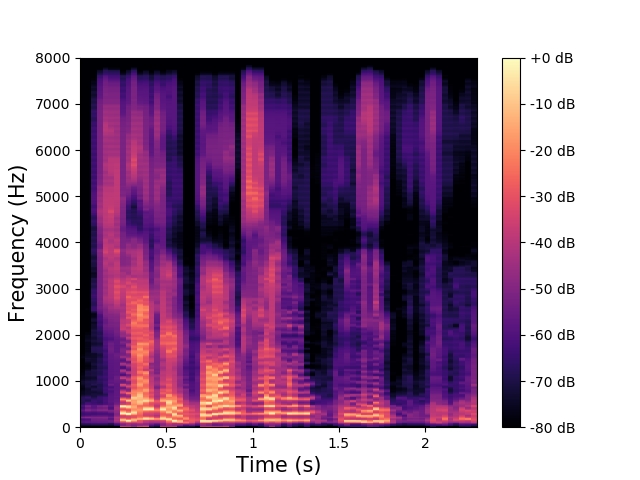 8000
7000
6000
5000
4000
3000
2000
1000
0
Frequency (Hz)
0
0.5
1
1.5
2
Time (s)
+0 dB
-10 dB
-20 dB
-30 dB
-40 dB
-50 dB
-60 dB
-70 dB
-80 dB